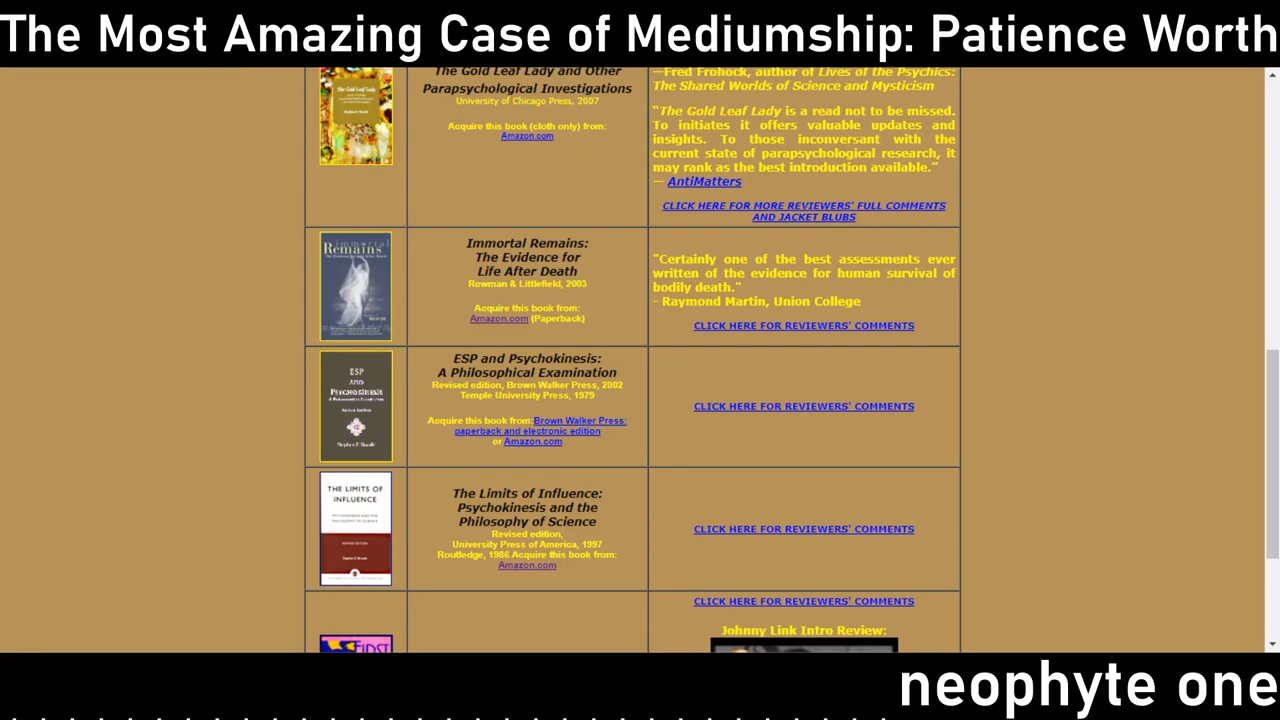 The Most Amazing Case of Mediumship: Patience Worth
The Gold Leaf Lady and Other
Parapsychological Investigations
University of Chicago Press, 2007
Acquire this book (cloth only) from:
Amazon.com
—Fred Frohock, author of Lives of the Psychics:
The Shared Worlds of Science and Mysticism
"The Gold Leaf Lady is a read not to be missed.
To initiates it offers valuable updates and
insights. To those inconversant with the
current state of parapsychological research, it
may rank as the best introduction available.”
— AntiMatters
CLICK HERE FOR MORE REVIEWERS' FULL COMMENTS
AND JACKET BLUBS
immortal
Remains
Immortal Remains:
The Evidence for
Life After Death
Rowman & Littlefield, 2003
Acquire this book from:
Amazon.com (Paperback)
"Certainly one of the best assessments ever
written of the evidence for human survival of
bodily death."
- Raymond Martin, Union College
CLICK HERE FOR REVIEWERS' COMMENTS
ESP
AND
PSYCHOKINESIS
ESP and Psychokinesis:
A Philosophical Examination
Revised edition, Brown Walker Press, 2002
Temple University Press, 1979
Acquire this book from:Brown Walker Press:
paperback and electronic edition
or Amazon.com
CLICK HERE FOR REVIEWERS' COMMENTS
THE LIMITS OF
INFLUENCE
The Limits of Influence:
Psychokinesis and the
Philosophy of Science
Revised edition,
University Press of America, 1997
Routledge, 1986 Acquire this book from:
Amazon.com
CLICK HERE FOR REVIEWERS' COMMENTS
FIRST
CLICK HERE FOR REVIEWERS' COMMENTS
Johnny Link Intro Review:
neophyte one